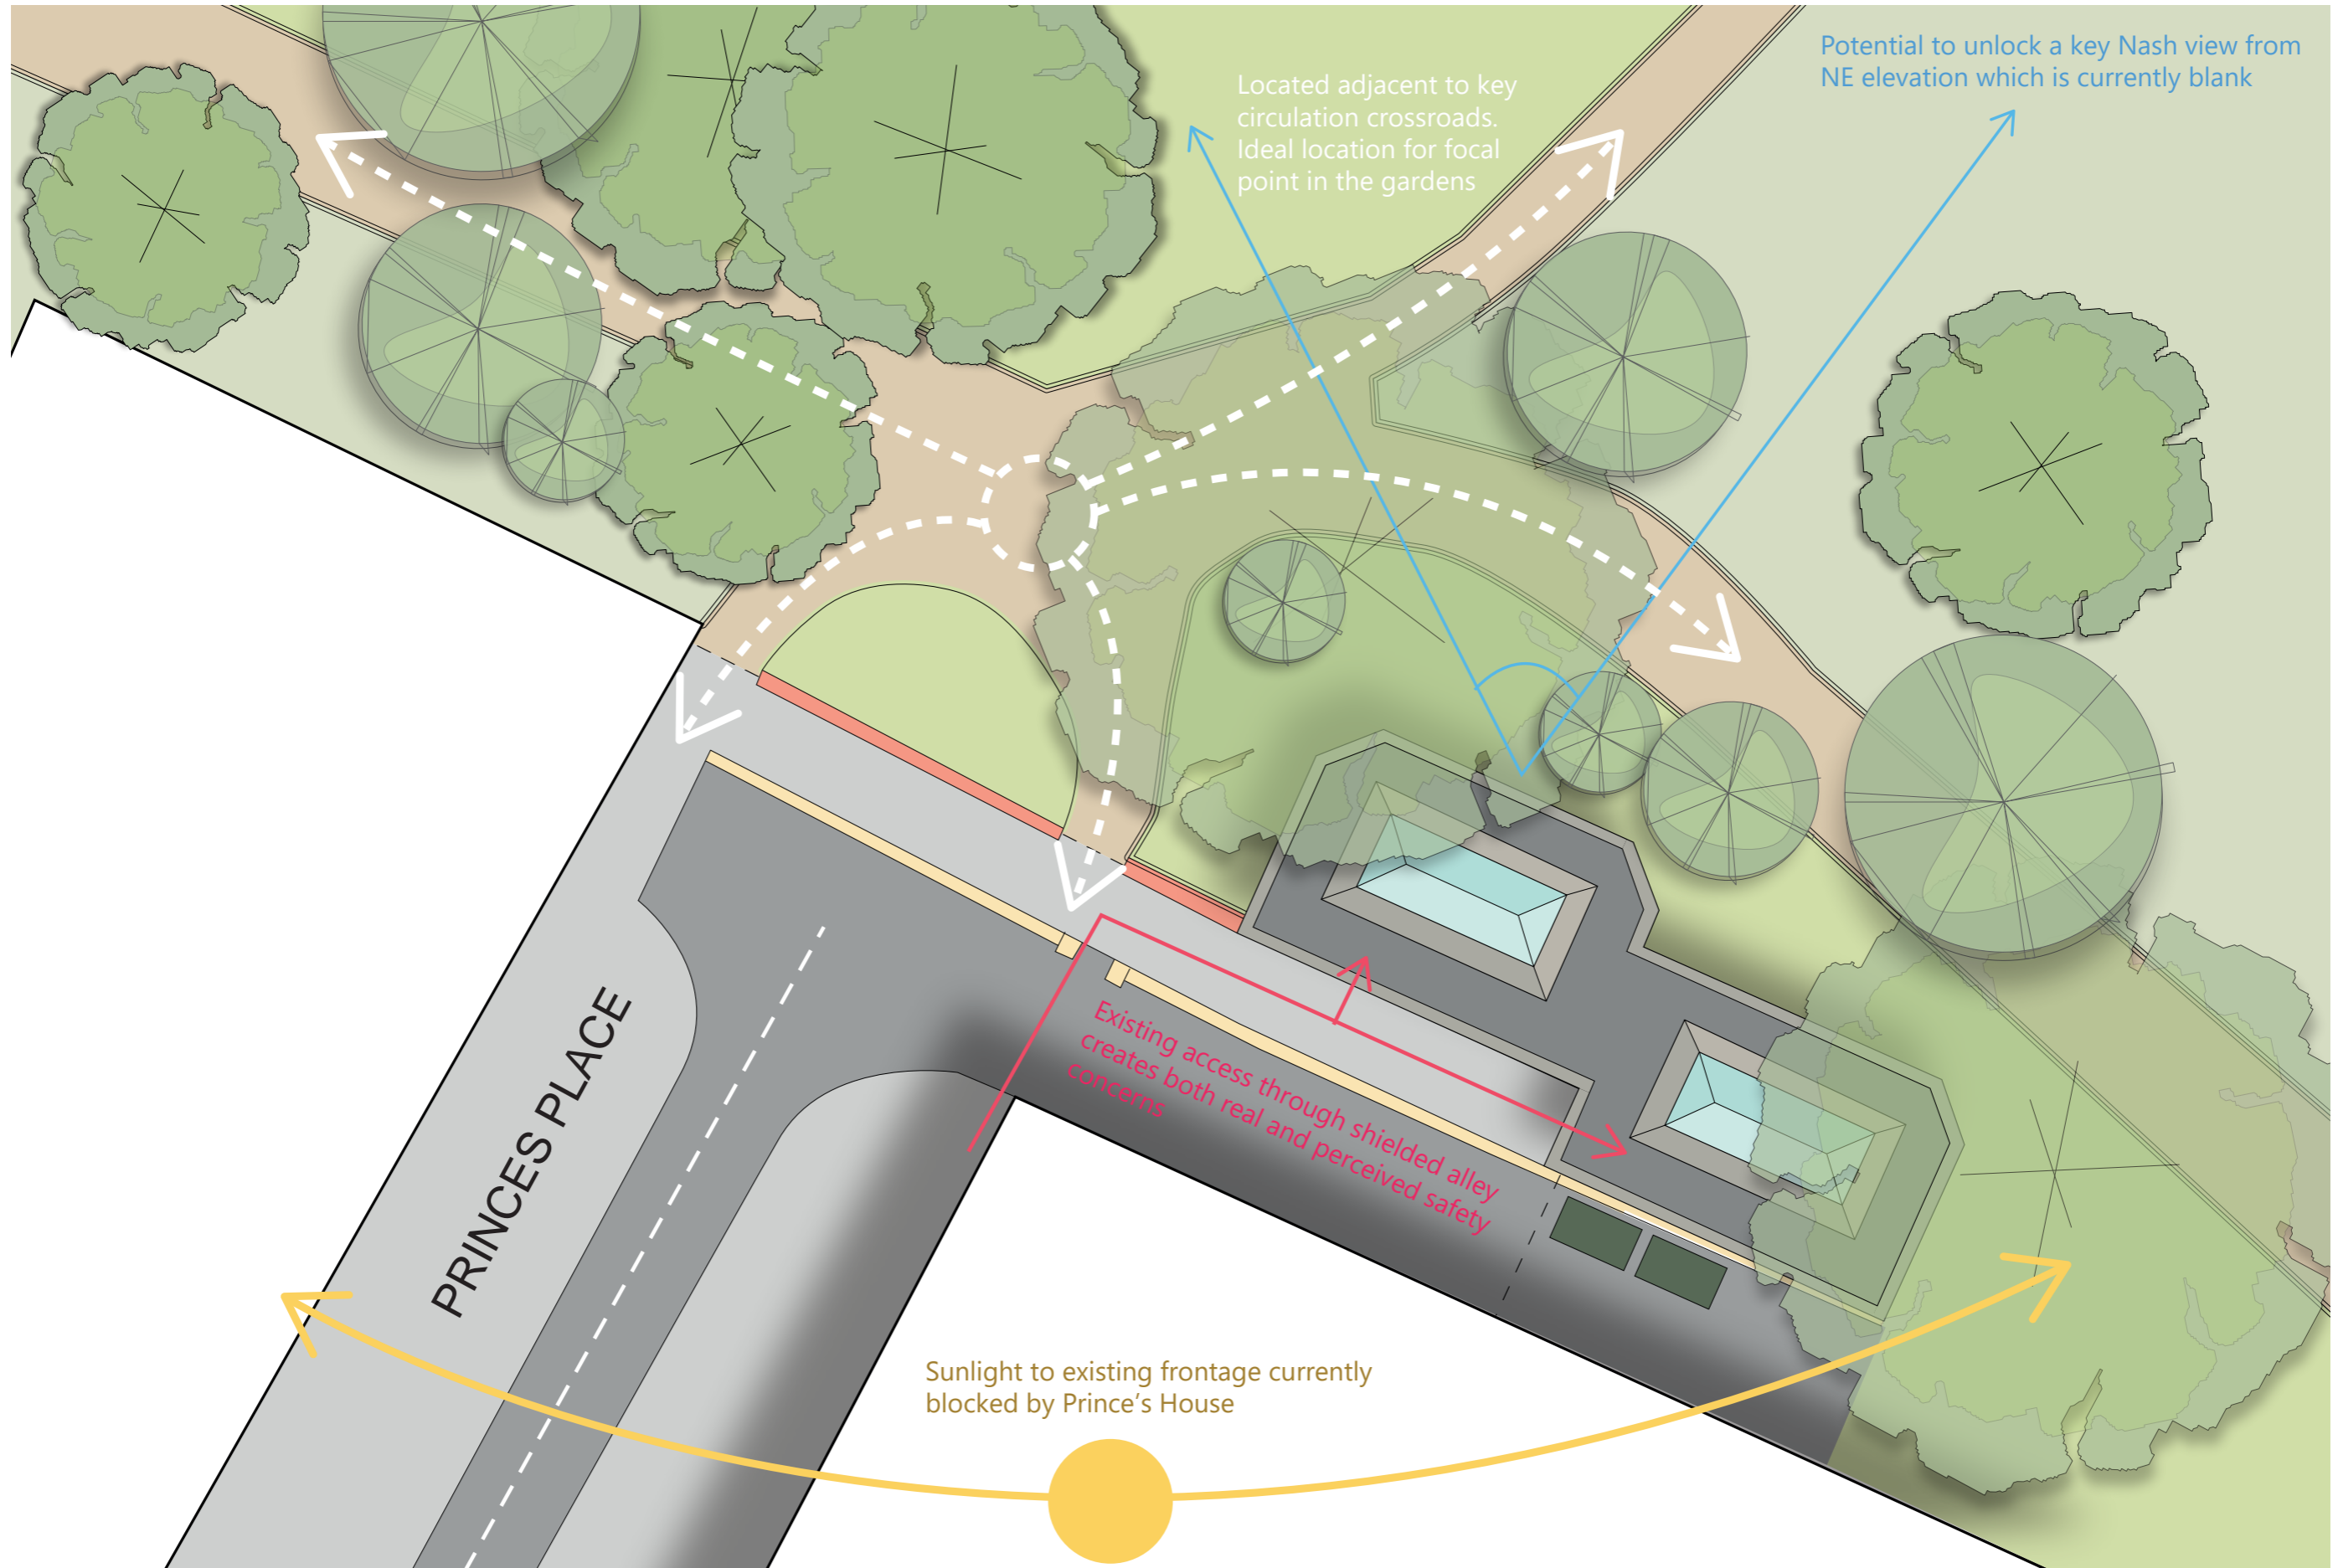 Potential to unlock a key Nash view from
NE elevation which is currently blank
Located adjacent to key
circulation crossroads.
Ideal location for focal
point in the gardens
PRINCES PLACE
Existing access through shielded alley
creates both real and perceived safety
concerns
Sunlight to existing frontage currently
blocked by Prince’s House